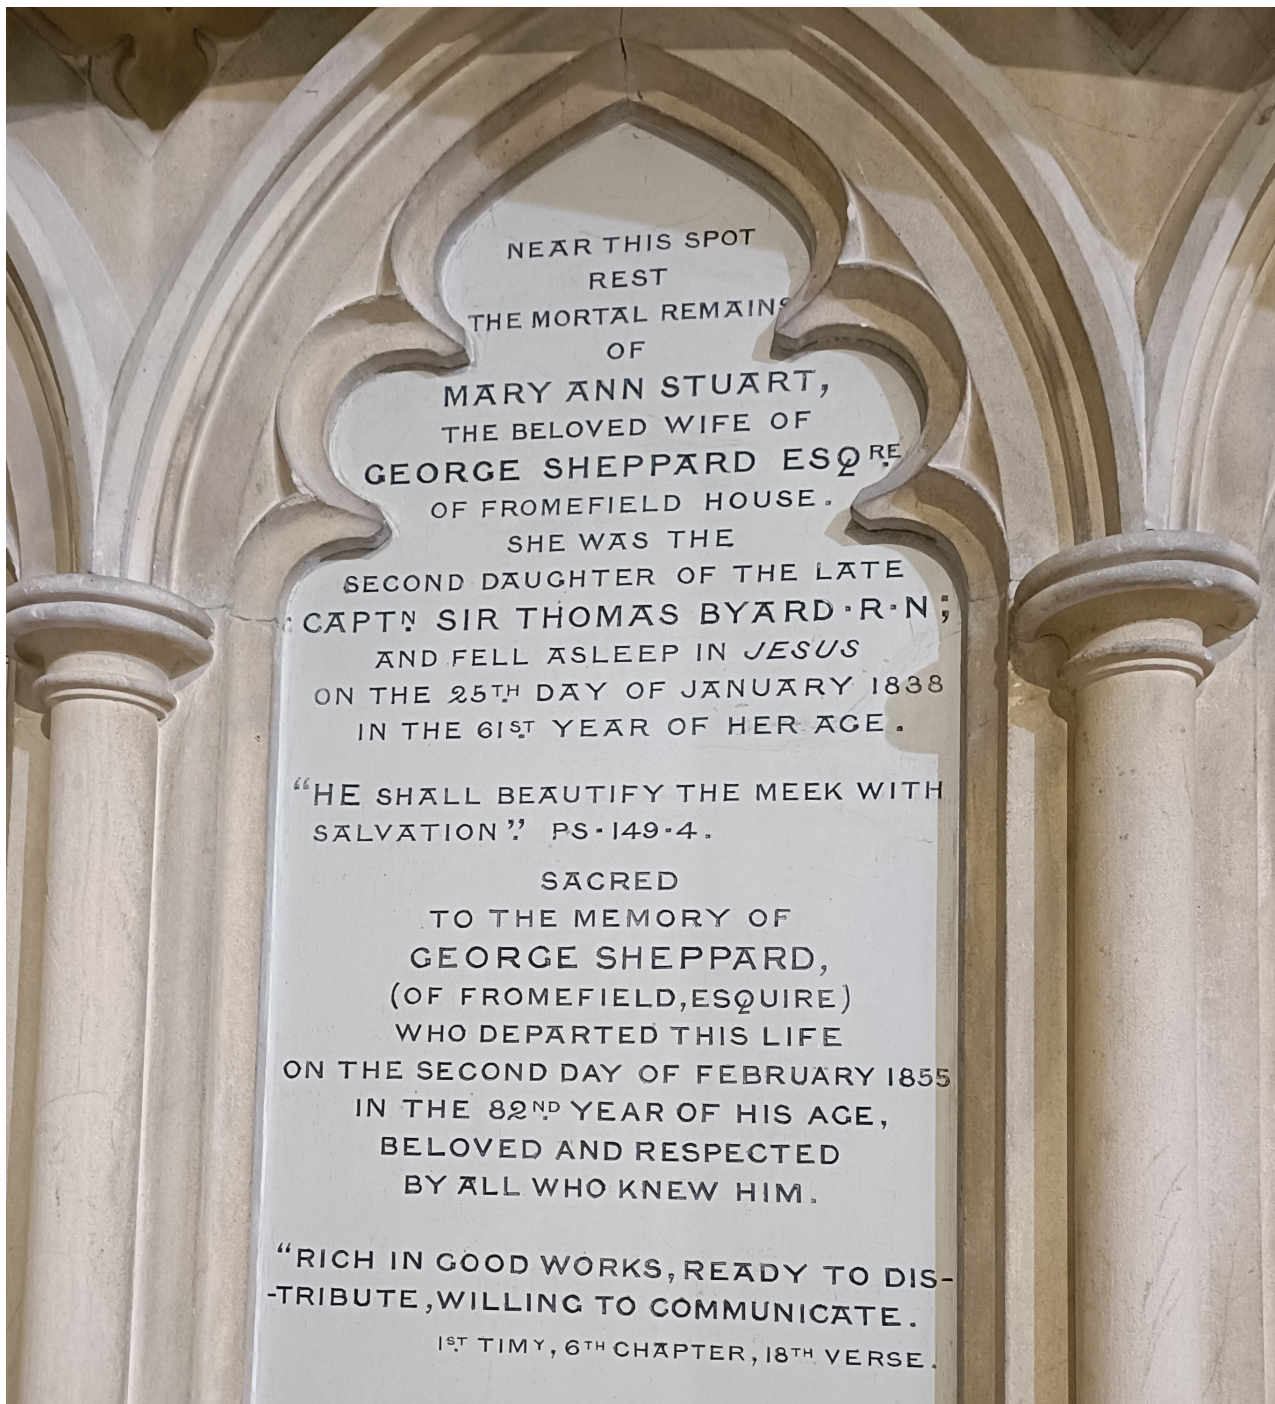 NEAR THIS SPOT
REST
THE MORTAL REMAINS
OF
MARY ANN STUART,
THE BELOVED WIFE OF
GEORGE SHEPPARD ESQRE
OF FROMEFIELD HOUSE.
SHE WAS THE
SECOND DAUGHTER OF THE LATE
CAPTN SIR THOMAS BYARD·R·N;
AND FELL ASLEEP IN JESUS
ON THE 25TH DAY OF JANUARY 1838
IN THE 61ST YEAR OF HER AGE.
"HE SHALL BEAUTIFY THE MEEK WITH
SALVATION". PS·149·4.
SACRED
TO THE MEMORY OF
GEORGE SHEPPARD,
(OF FROMEFIELD, ESQUIRE)
WHO DEPARTED THIS LIFE
ON THE SECOND DAY OF FEBRUARY 1855
IN THE 82ND YEAR OF HIS AGE,
BELOVED AND RESPECTED
BY ALL WHO KNEW HIM.
"RICH IN GOOD WORKS, READY TO DIS-
-TRIBUTE, WILLING TO COMMUNICATE.
1ST TIMY, 6TH CHAPTER, 18TH VERSE.